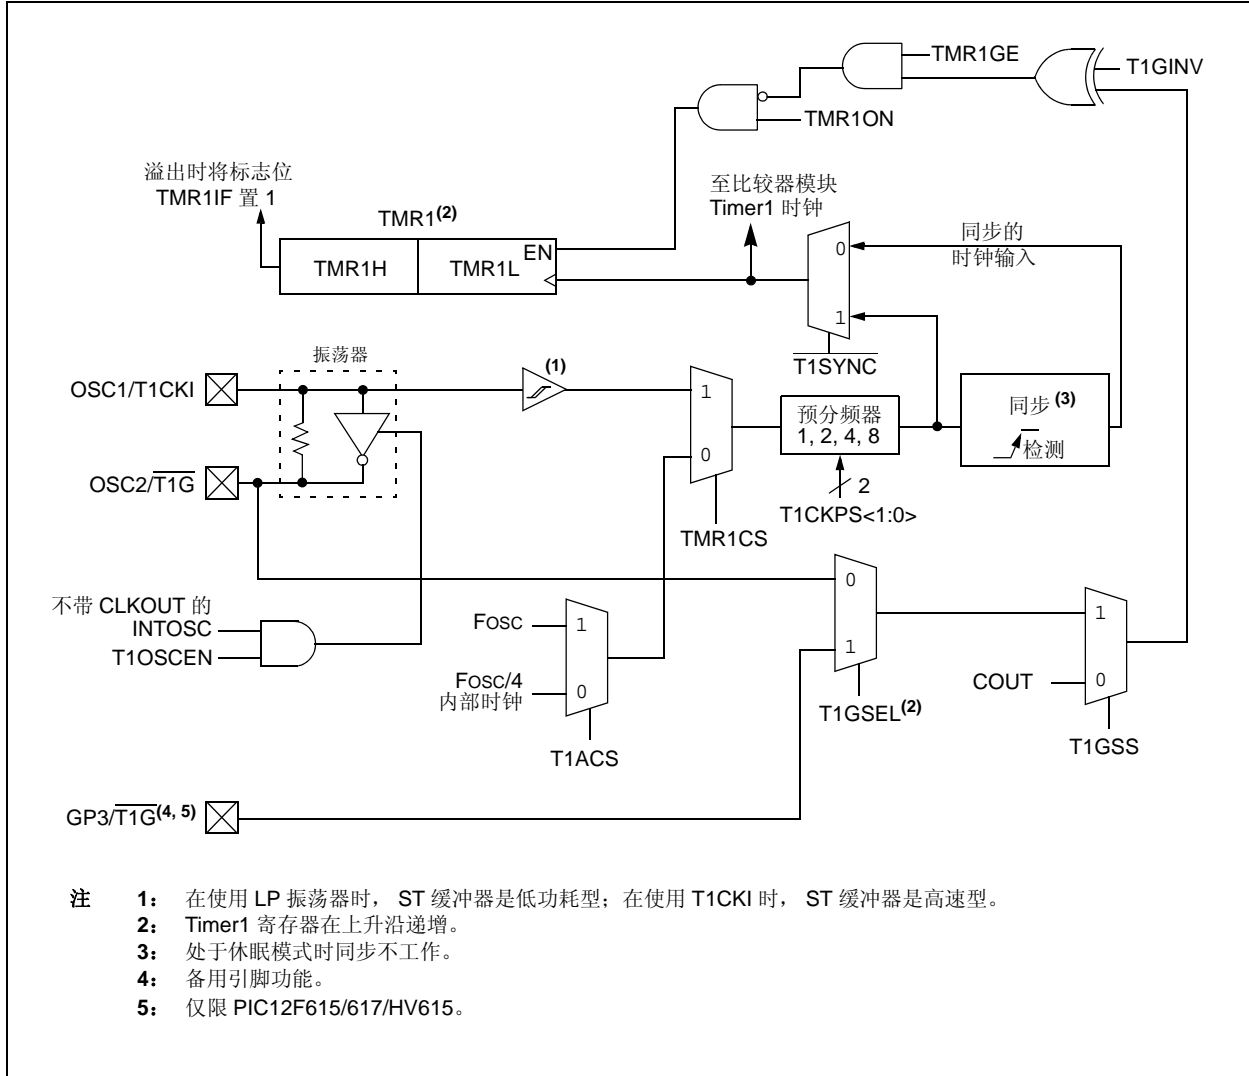 TMR1GE
T1GINV
TMR1ON
溢出时将标志位
TMR1IF 置 1
TMR1(2)
EN
TMR1H
TMR1L
至比较器模块
Timer1 时钟
0
1
T1SYNC
同步的
时钟输入
振荡器
OSC1/T1CKI
(1)
OSC2/T1G
1
0
TMR1CS
预分频器
1, 2, 4, 8
2
T1CKPS<1:0>
同步(3)
检测
不带 CLKOUT 的
INTOSC
T1OSCEN
FOSC
1
FOSC/4
内部时钟
0
T1ACS
0
1
T1GSEL(2)
1
COUT
0
T1GSS
GP3/T1G(4, 5)
注 1： 在使用 LP 振荡器时， ST 缓冲器是低功耗型；在使用 T1CKI 时， ST 缓冲器是高速型。
2： Timer1 寄存器在上升沿递增。
3： 处于休眠模式时同步不工作。
4： 备用引脚功能。
5： 仅限 PIC12F615/617/HV615。